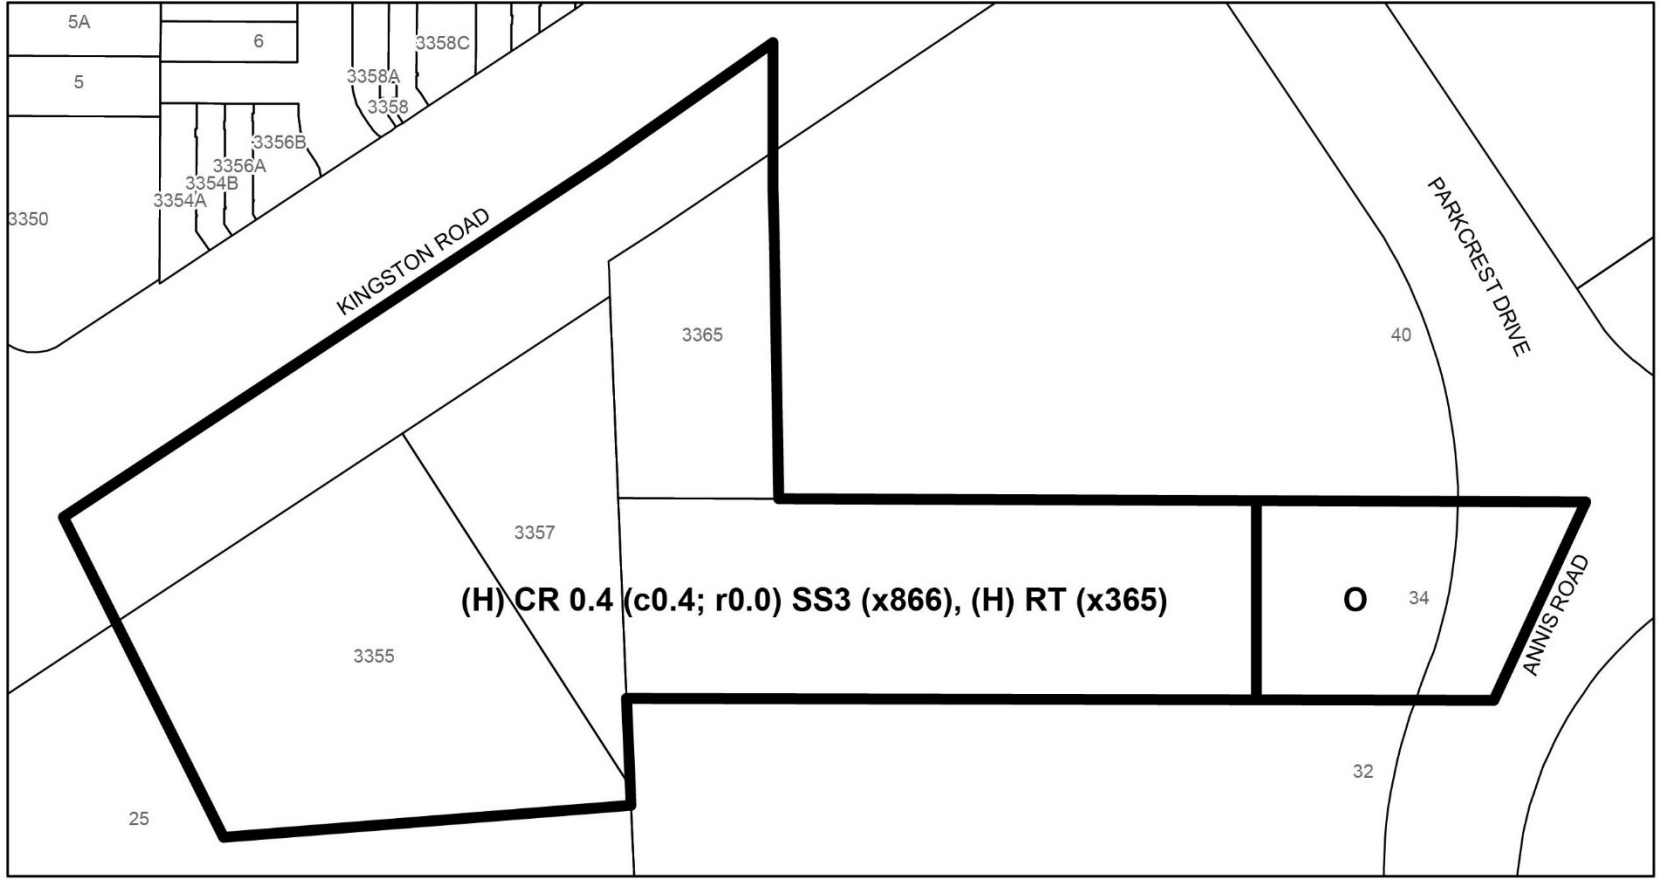 5A
6
3358C
3358A
5
3358
3356B
3356A
3354B
3354A
3350
KINGSTON ROAD
PARKCREST DRIVE
3365
40
3357
(H) CR 0.4 (c0.4; r0.0) SS3 (x866), (H) RT (x365)
O
34
ANNIS ROAD
3355
32
25